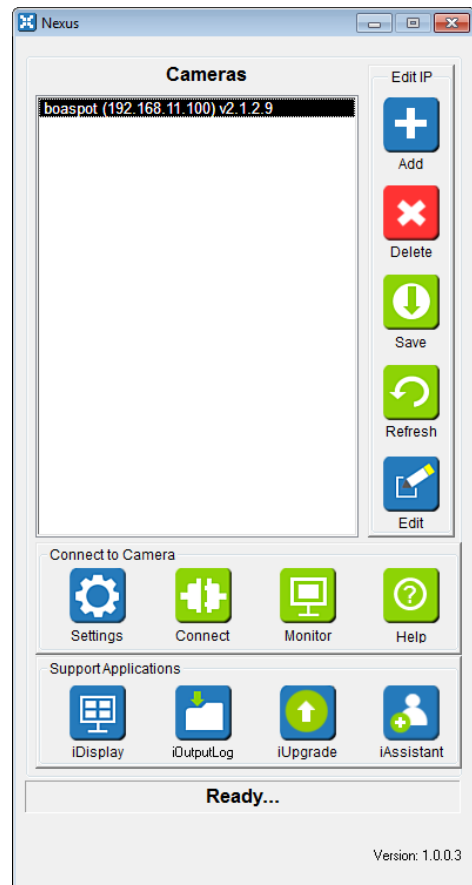 Nexus
Cameras
boaspot (192.168.11.100) v2.1.2.9
Edit IP
Add
Delete
Save
Refresh
Edit
Connect to Camera
Settings Connect Monitor Help
Support Applications
iDisplay iOutputLog iUpgrade iAssistant
Ready...
Version: 1.0.0.3